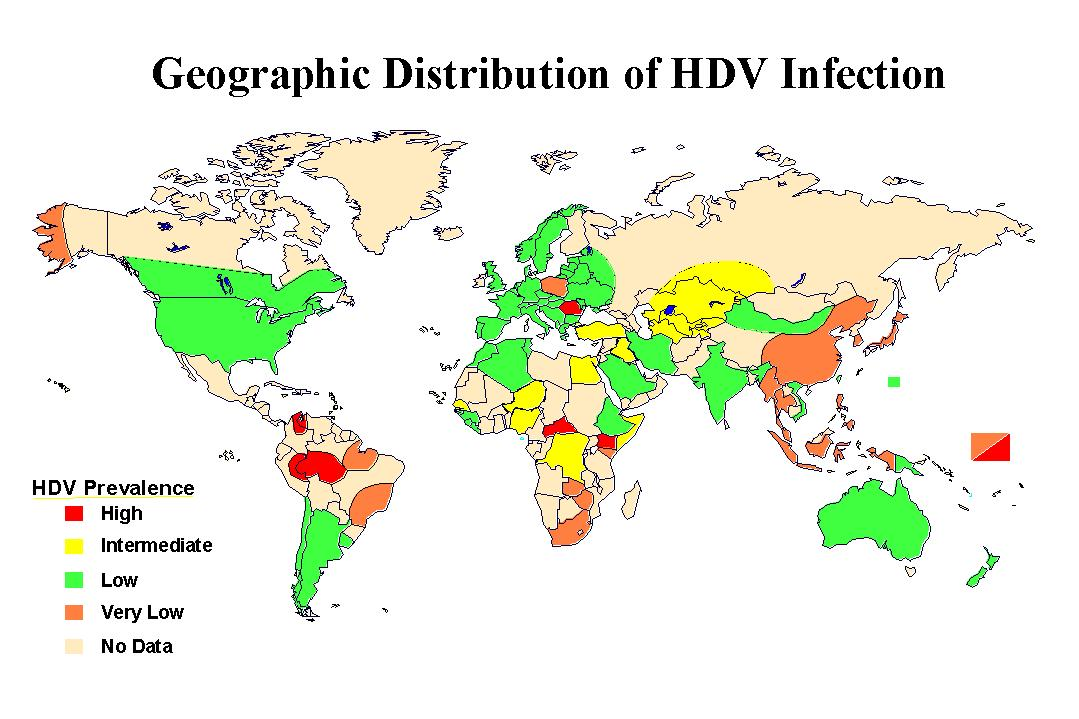 Geographic Distribution of HDV Infection
HDV Prevalence
High
Intermediate
Low
Very Low
No Data